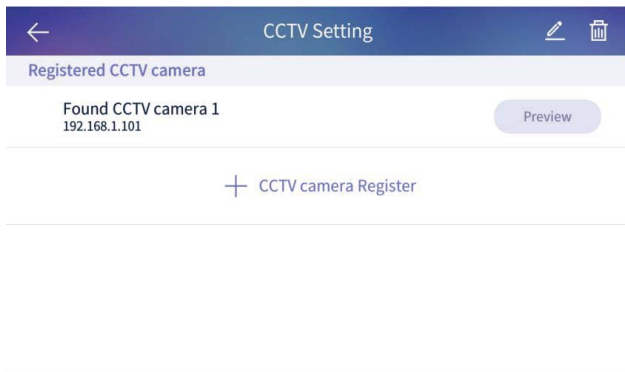 CCTV Setting
Registered CCTV camera
Found CCTV camera 1
192.168.1.101
Preview
CCTV camera Register